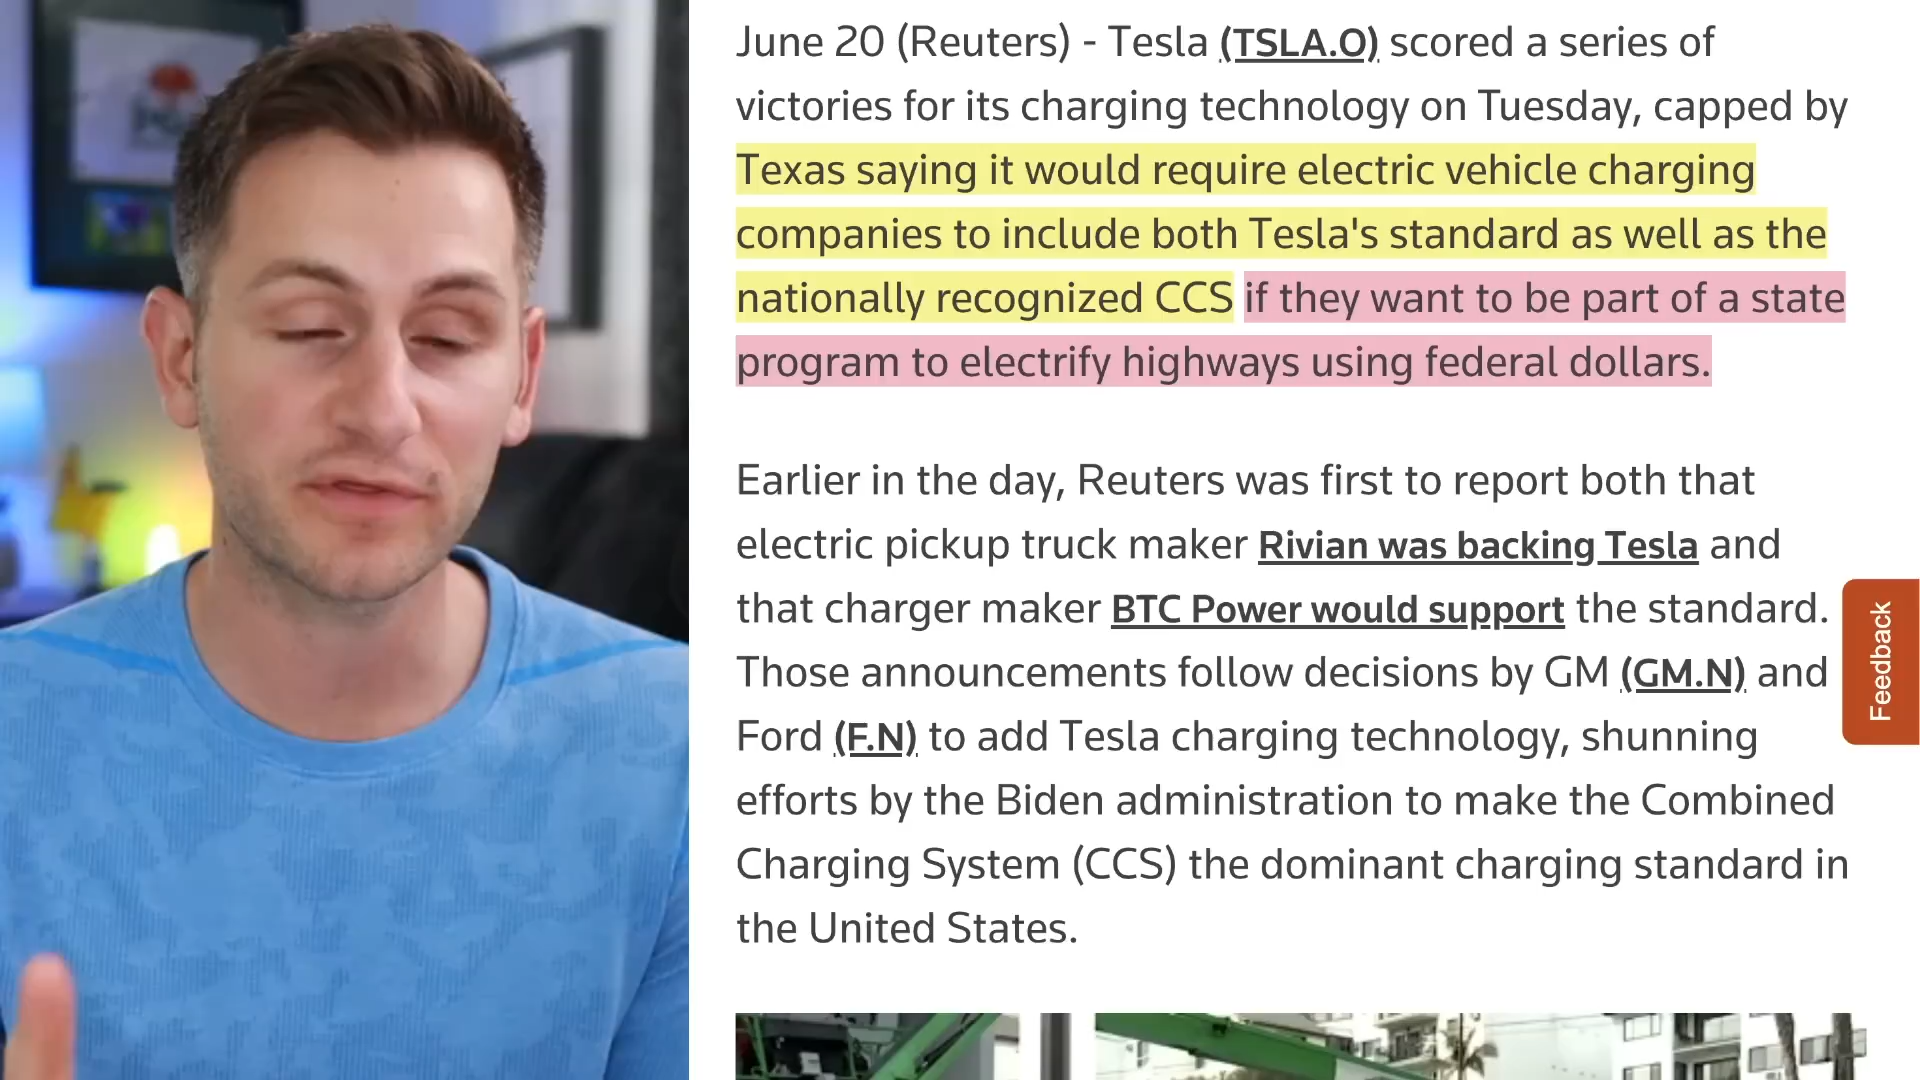 June 20 (Reuters) - Tesla (TSLA.O) scored a series of
victories for its charging technology on Tuesday, capped by
Texas saying it would require electric vehicle charging
companies to include both Tesla's standard as well as the
nationally recognized CCS if they want to be part of a state
program to electrify highways using federal dollars.
Earlier in the day, Reuters was first to report both that
electric pickup truck maker Rivian was backing Tesla and
that charger maker BTC Power would support the standard.
Those announcements follow decisions by GM (GM.N) and
Ford (F.N) to add Tesla charging technology, shunning
efforts by the Biden administration to make the Combined
Charging System (CCS) the dominant charging standard in
the United States.
Feedback